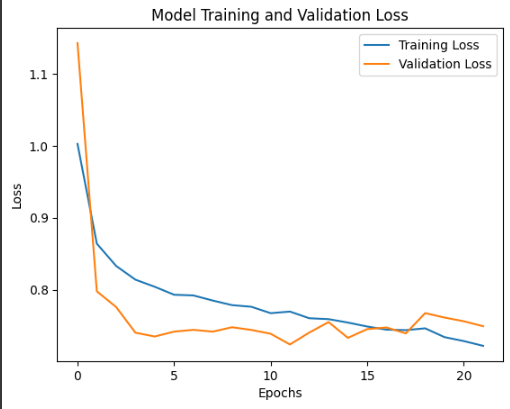 Model Training and Validation Loss
Training Loss
Validation Loss
1.1
1.0
0.9
0.8
Loss
0
5
10
15
20
Epochs